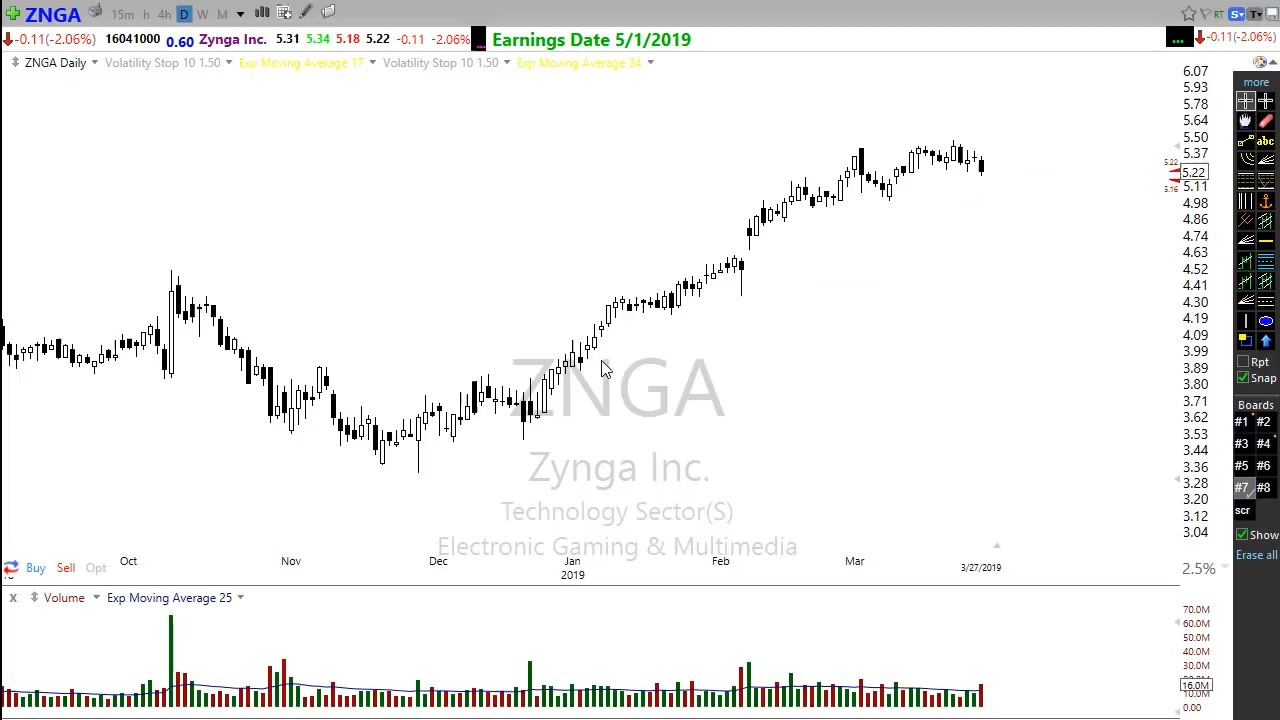 ZNGA 15m h 4h D W M RT S T
-0.11(-2.06%) 16041000 0.60 Zynga Inc. 5.31 5.34 5.18 5.22 -0.11 -2.06% ... Earnings Date 5/1/2019 ... -0.11(-2.06%)
ZNGA Daily Volatility Stop 10 1.50 Exp Moving Average 17 Volatility Stop 10 1.50 Exp Moving Average 34
6.07
5.93
5.78
5.64
5.50
5.37
5.22
5.22
5.11
5.16
4.98
4.86
4.74
4.63
4.52
4.41
4.30
4.19
4.09
3.99
3.89
3.80
3.71
3.62
3.53
3.44
3.36
3.28
3.20
3.12
3.04
more
abc
Rpt
Snap
Boards
#1 #2
#3 #4
#5 #6
#7 #8
scr
Show
Erase all
ZNGA
Zynga Inc.
Technology Sector(S)
Electronic Gaming & Multimedia
Oct Nov Dec Jan Feb Mar
2019 3/27/2019
Buy Sell Opt 2.5%
x Volume Exp Moving Average 25
70.0M
60.0M
50.0M
40.0M
30.0M
16.0M
10.0M
0.00